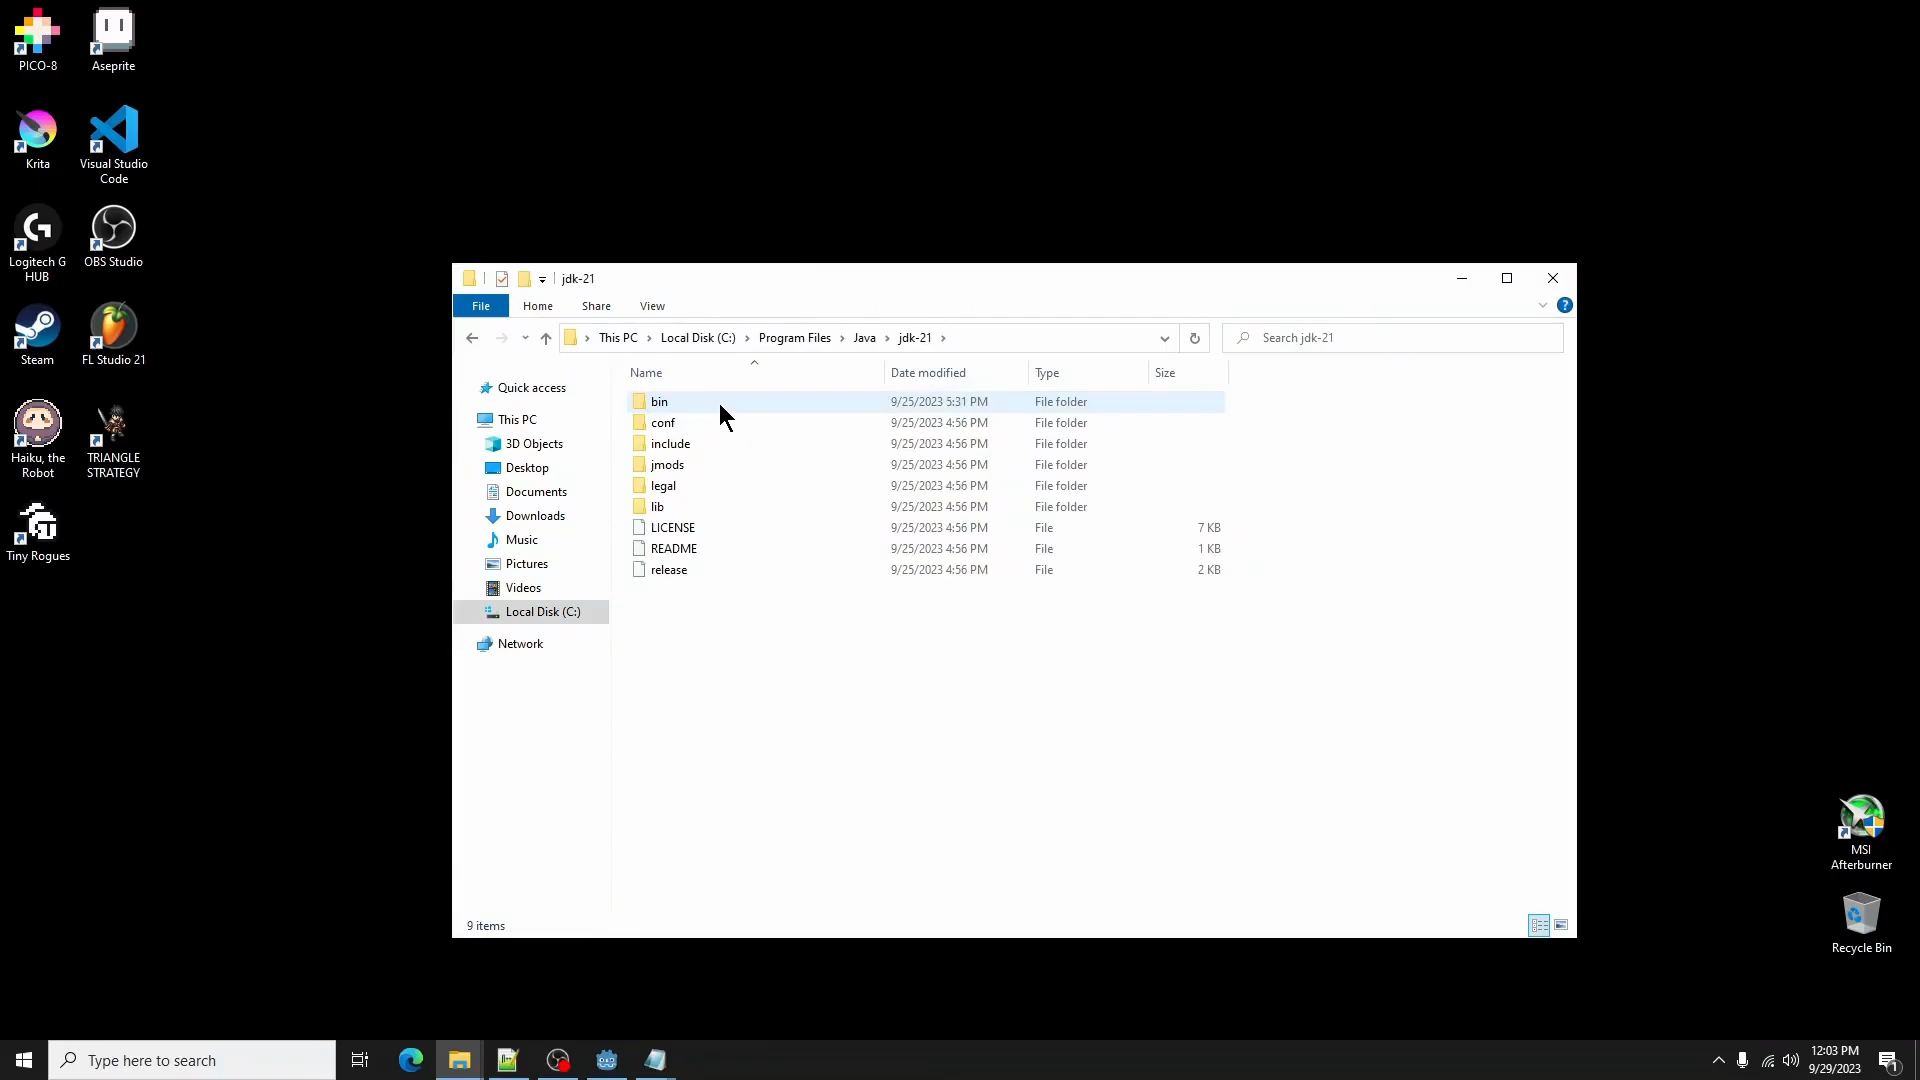 PICO-8
Aseprite
Krita
Visual Studio
Code
Logitech G
HUB
OBS Studio
Steam
FL Studio 21
Haiku, the
Robot
TRIANGLE
STRATEGY
Tiny Rogues
jdk-21
File Home Share View
This PC Local Disk (C:) Program Files Java jdk-21
Search jdk-21
Quick access
This PC
3D Objects
Desktop
Documents
Downloads
Music
Pictures
Videos
Local Disk (C:)
Network
Name Date modified Type Size
bin 9/25/2023 5:31 PM File folder
conf 9/25/2023 4:56 PM File folder
include 9/25/2023 4:56 PM File folder
jmods 9/25/2023 4:56 PM File folder
legal 9/25/2023 4:56 PM File folder
lib 9/25/2023 4:56 PM File folder
LICENSE 9/25/2023 4:56 PM File 7 KB
README 9/25/2023 4:56 PM File 1 KB
release 9/25/2023 4:56 PM File 2 KB
9 items
MSI
Afterburner
Recycle Bin
Type here to search
12:03 PM
9/29/2023
1